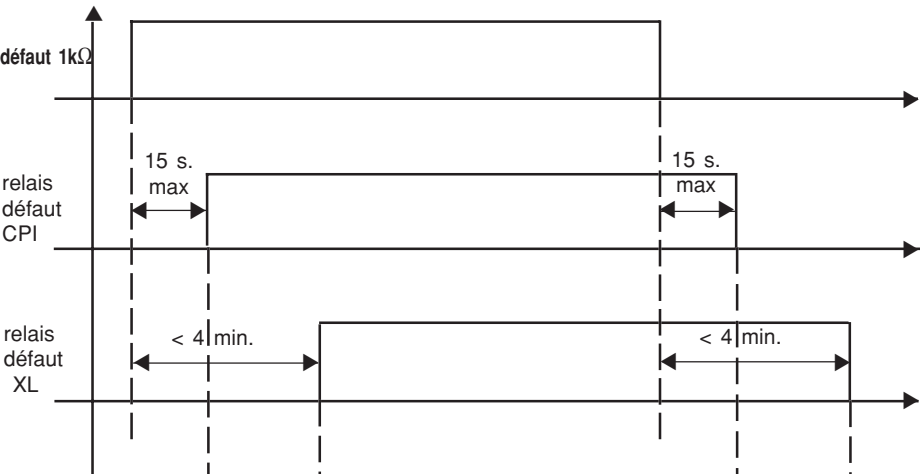 défaut 1kΩ
15 s.
max
15 s.
max
relais
défaut
CPI
< 4 min.
< 4 min.
relais
défaut
XL